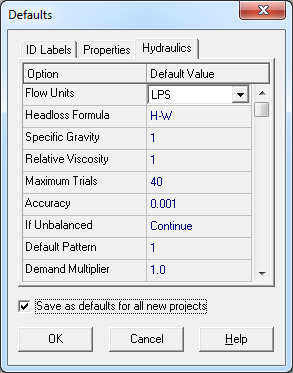 Defaults
ID Labels Properties Hydraulics
Option Default Value
Flow Units LPS
Headloss Formula H-W
Specific Gravity 1
Relative Viscosity 1
Maximum Trials 40
Accuracy 0.001
If Unbalanced Continue
Default Pattern 1
Demand Multiplier 1.0
Save as defaults for all new projects
OK Cancel Help